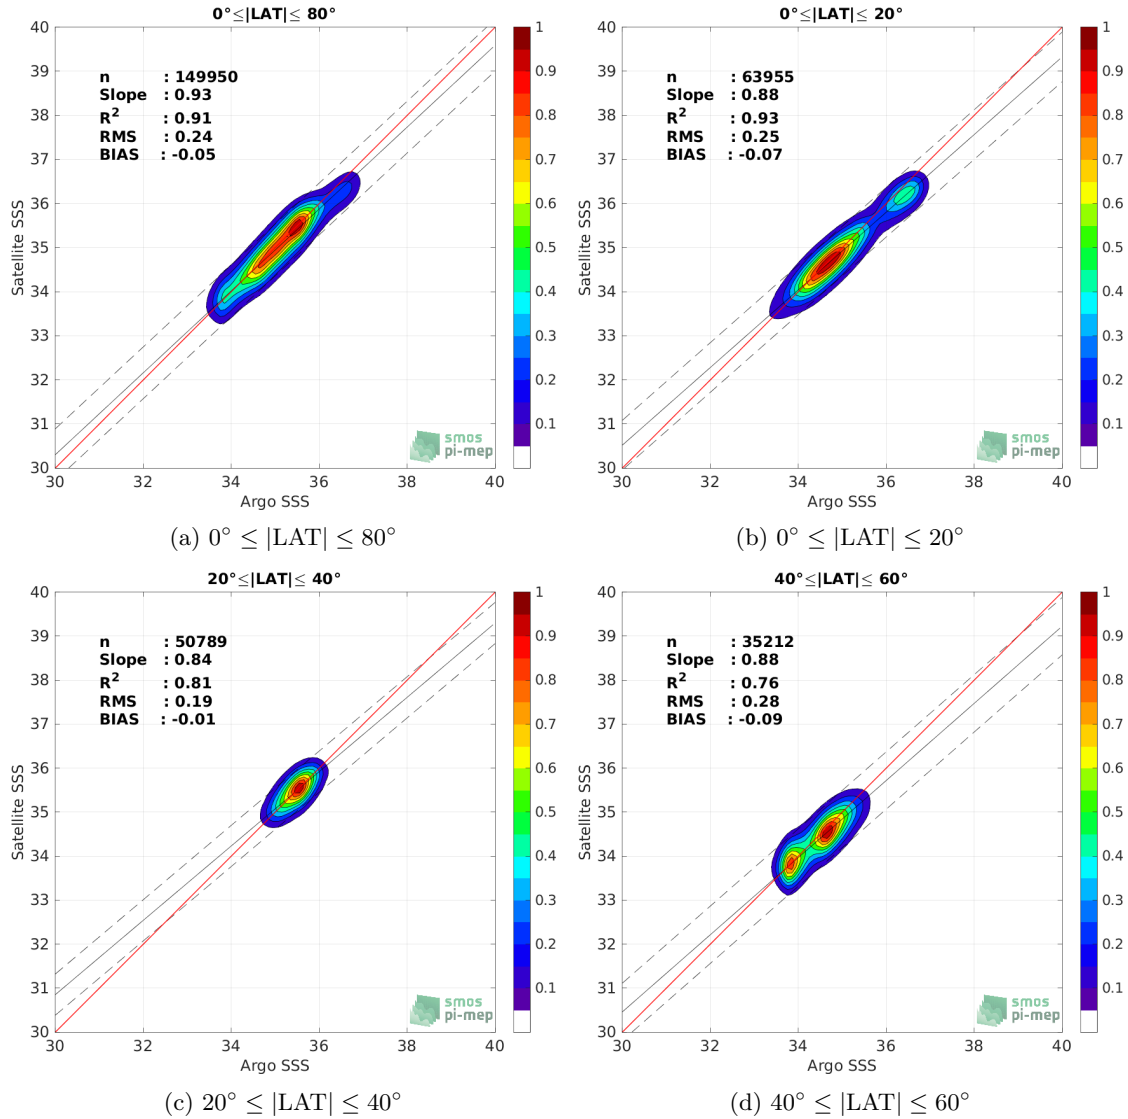 0°≤|LAT|≤ 80°
40
39
38
37
36
35
34
33
32
31
30
Satellite SSS
n : 149950
Slope : 0.93
R² : 0.91
RMS : 0.24
BIAS : -0.05
smos
pi-mep
30 32 34 36 38 40
Argo SSS
1
0.9
0.8
0.7
0.6
0.5
0.4
0.3
0.2
0.1
(a) 0° ≤ |LAT| ≤ 80°
0°≤|LAT|≤ 20°
40
39
38
37
36
35
34
33
32
31
30
Satellite SSS
n : 63955
Slope : 0.88
R² : 0.93
RMS : 0.25
BIAS : -0.07
smos
pi-mep
30 32 34 36 38 40
Argo SSS
1
0.9
0.8
0.7
0.6
0.5
0.4
0.3
0.2
0.1
(b) 0° ≤ |LAT| ≤ 20°
20°≤|LAT|≤ 40°
40
39
38
37
36
35
34
33
32
31
30
Satellite SSS
n : 50789
Slope : 0.84
R² : 0.81
RMS : 0.19
BIAS : -0.01
smos
pi-mep
30 32 34 36 38 40
Argo SSS
1
0.9
0.8
0.7
0.6
0.5
0.4
0.3
0.2
0.1
(c) 20° ≤ |LAT| ≤ 40°
40°≤|LAT|≤ 60°
40
39
38
37
36
35
34
33
32
31
30
Satellite SSS
n : 35212
Slope : 0.88
R² : 0.76
RMS : 0.28
BIAS : -0.09
smos
pi-mep
30 32 34 36 38 40
Argo SSS
1
0.9
0.8
0.7
0.6
0.5
0.4
0.3
0.2
0.1
(d) 40° ≤ |LAT| ≤ 60°